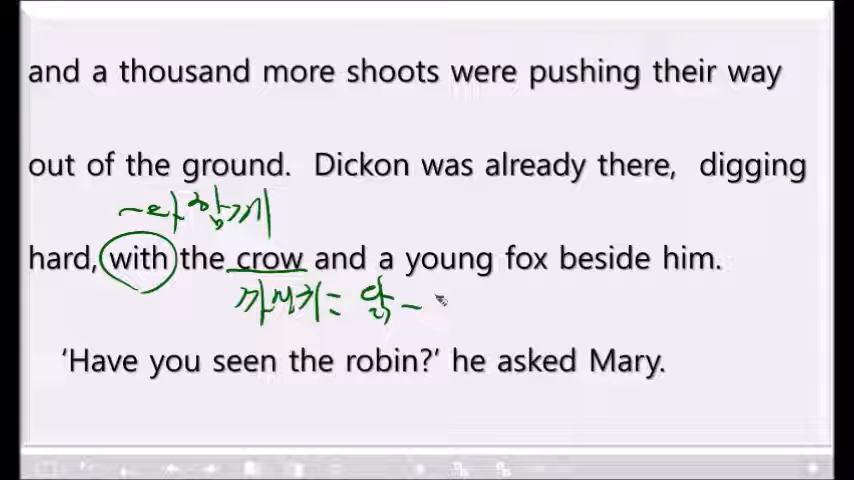 and a thousand more shoots were pushing their way
out of the ground. Dickon was already there, digging
~와 함께
hard, with the crow and a young fox beside him.
까마귀 =
'Have you seen the robin?' he asked Mary.